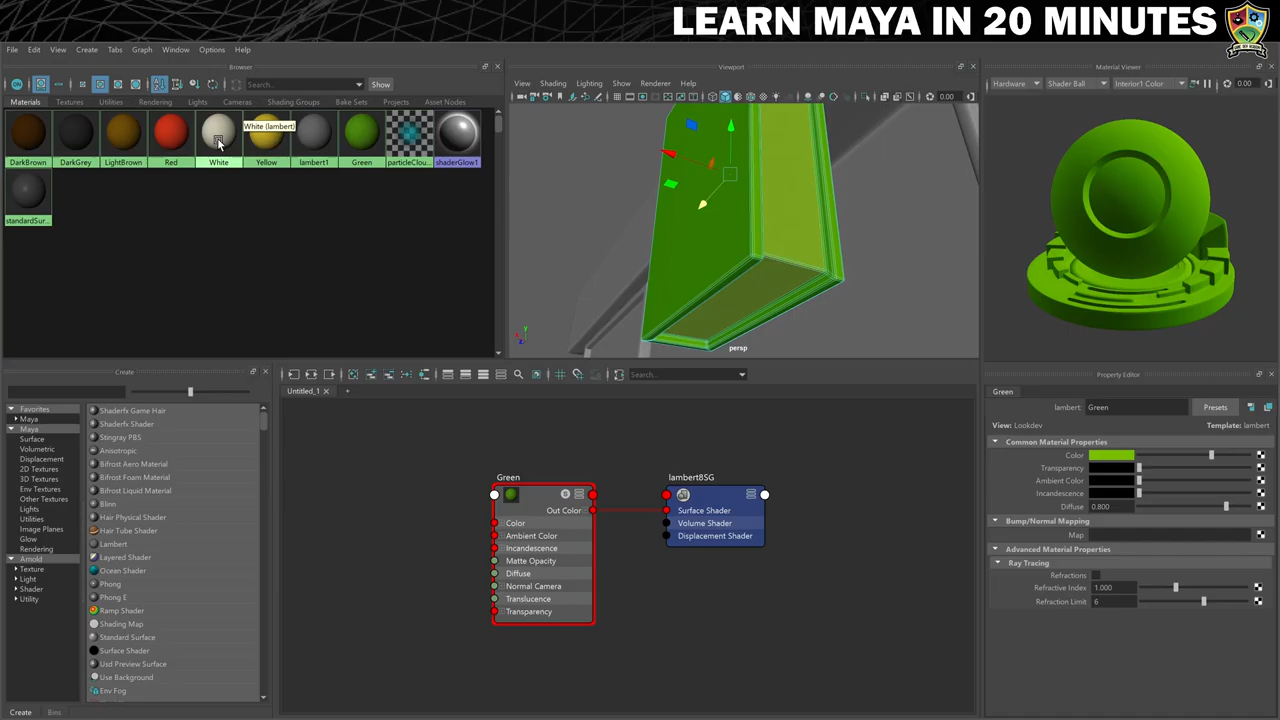 LEARN MAYA IN 20 MINUTES
File Edit View Create Tabs Graph Window Options Help
Browser
Viewport
Material Viewer
Search...
Show
View Shading Lighting Show Renderer Panels
Hardware
Shader Ball
Interior1 Color
0.00
0.00
Materials Textures Utilities Rendering Lights Cameras Shading Groups Bake Sets Projects Asset Nodes
White (lambert)
DarkBrown DarkGrey LightBrown Red White Yellow lambert1 Green particleClou... shaderGlow1
standardSur...
persp
Create
Property Editor
Search...
Untitled_1
Favorites
Maya
Maya
Surface
Volumetric
Displacement
2D Textures
3D Textures
Env Textures
Other Textures
Lights
Utilities
Image Planes
Glow
Rendering
Arnold
Texture
Light
Shader
Utility
Shaderfx Game Hair
Shaderfx Shader
Stingray PBS
Anisotropic
Bifrost Aero Material
Bifrost Foam Material
Bifrost Liquid Material
Blinn
Hair Physical Shader
Hair Tube Shader
Lambert
Layered Shader
Ocean Shader
Phong
Phong E
Ramp Shader
Shading Map
Standard Surface
Surface Shader
Usd Preview Surface
Use Background
Env Fog
Create Bins
Green
Out Color
Color
Ambient Color
Incandescence
Matte Opacity
Diffuse
Normal Camera
Translucence
Transparency
lambert8SG
Surface Shader
Volume Shader
Displacement Shader
Green
lambert: Green
Presets
View: Lookdev
Template: lambert
Common Material Properties
Color
Transparency
Ambient Color
Incandescence
Diffuse 0.800
Bump/Normal Mapping
Map
Advanced Material Properties
Ray Tracing
Refractions
Refractive Index 1.000
Refraction Limit 6